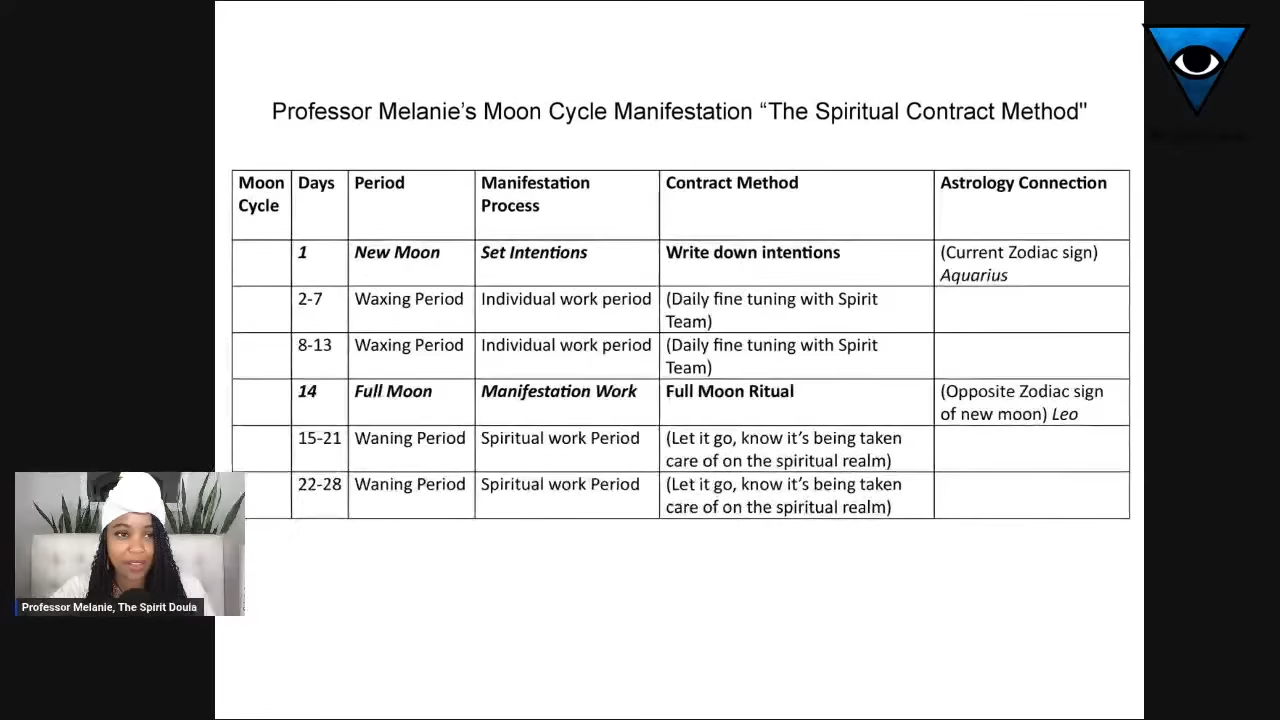 Professor Melanie’s Moon Cycle Manifestation “The Spiritual Contract Method"
Moon Cycle Days Period Manifestation Process Contract Method Astrology Connection
1 New Moon Set Intentions Write down intentions (Current Zodiac sign) Aquarius
2-7 Waxing Period Individual work period (Daily fine tuning with Spirit Team)
8-13 Waxing Period Individual work period (Daily fine tuning with Spirit Team)
14 Full Moon Manifestation Work Full Moon Ritual (Opposite Zodiac sign of new moon) Leo
15-21 Waning Period Spiritual work Period (Let it go, know it’s being taken care of on the spiritual realm)
22-28 Waning Period Spiritual work Period (Let it go, know it’s being taken care of on the spiritual realm)
Professor Melanie, The Spirit Doula